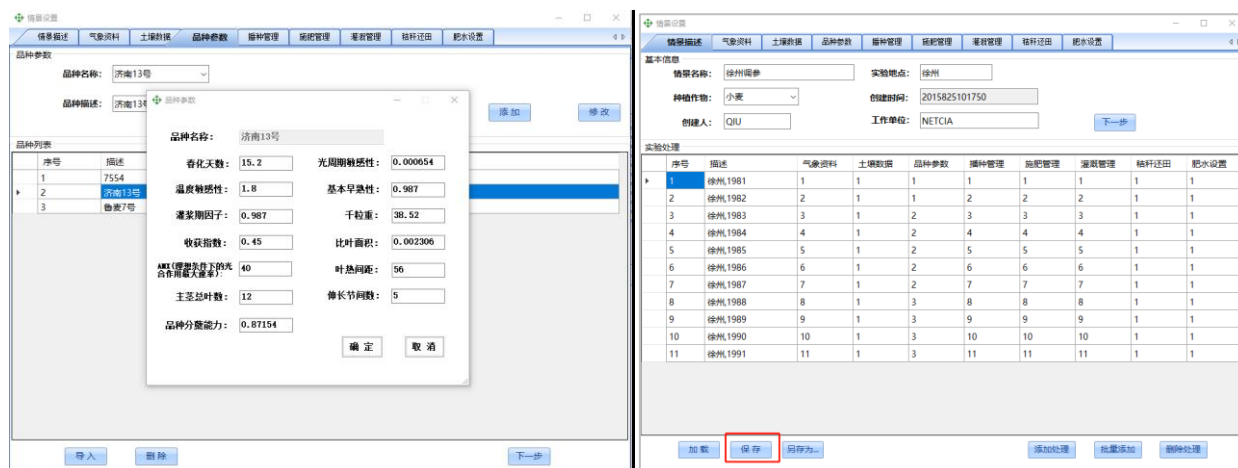 情景设置
情景描述 气象资料 土壤数据 品种参数 播种管理 施肥管理 灌溉管理 秸秆还田 肥水设置
品种参数
品种名称: 济南13号
品种描述: 济南13号
添加 修改
品种列表
序号 描述
1 7554
2 济南13号
3 鲁麦7号
品种参数
品种名称: 济南13号
春化天数: 15.2 光周期敏感性: 0.000654
温度敏感性: 1.8 基本早熟性: 0.987
灌浆期因子: 0.987 千粒重: 38.52
收获指数: 0.45 比叶面积: 0.002306
AMX(理想条件下的光
合作用最大速率): 40 叶热间距: 56
主茎总叶数: 12 伸长节间数: 5
品种分蘖能力: 0.87154
确定 取消
导入 删除 下一步
情景设置
情景描述 气象资料 土壤数据 品种参数 播种管理 施肥管理 灌溉管理 秸秆还田 肥水设置
基本信息
情景名称: 徐州调参 实验地点: 徐州
种植作物: 小麦 创建时间: 2015825101750
创建人: QIU 工作单位: NETCIA 下一步
实验处理
序号 描述 气象资料 土壤数据 品种参数 播种管理 施肥管理 灌溉管理 秸秆还田 肥水设置
1 徐州,1981 1 1 1 1 1 1 1 1
2 徐州,1982 2 1 1 2 2 2 1 1
3 徐州,1983 3 1 2 3 3 3 1 1
4 徐州,1984 4 1 2 4 4 4 1 1
5 徐州,1985 5 1 2 5 5 5 1 1
6 徐州,1986 6 1 2 6 6 6 1 1
7 徐州,1987 7 1 2 7 7 7 1 1
8 徐州,1988 8 1 3 8 8 8 1 1
9 徐州,1989 9 1 3 9 9 9 1 1
10 徐州,1990 10 1 3 10 10 10 1 1
11 徐州,1991 11 1 3 11 11 11 1 1
加载 保存 另存为... 添加处理 批量添加 删除处理